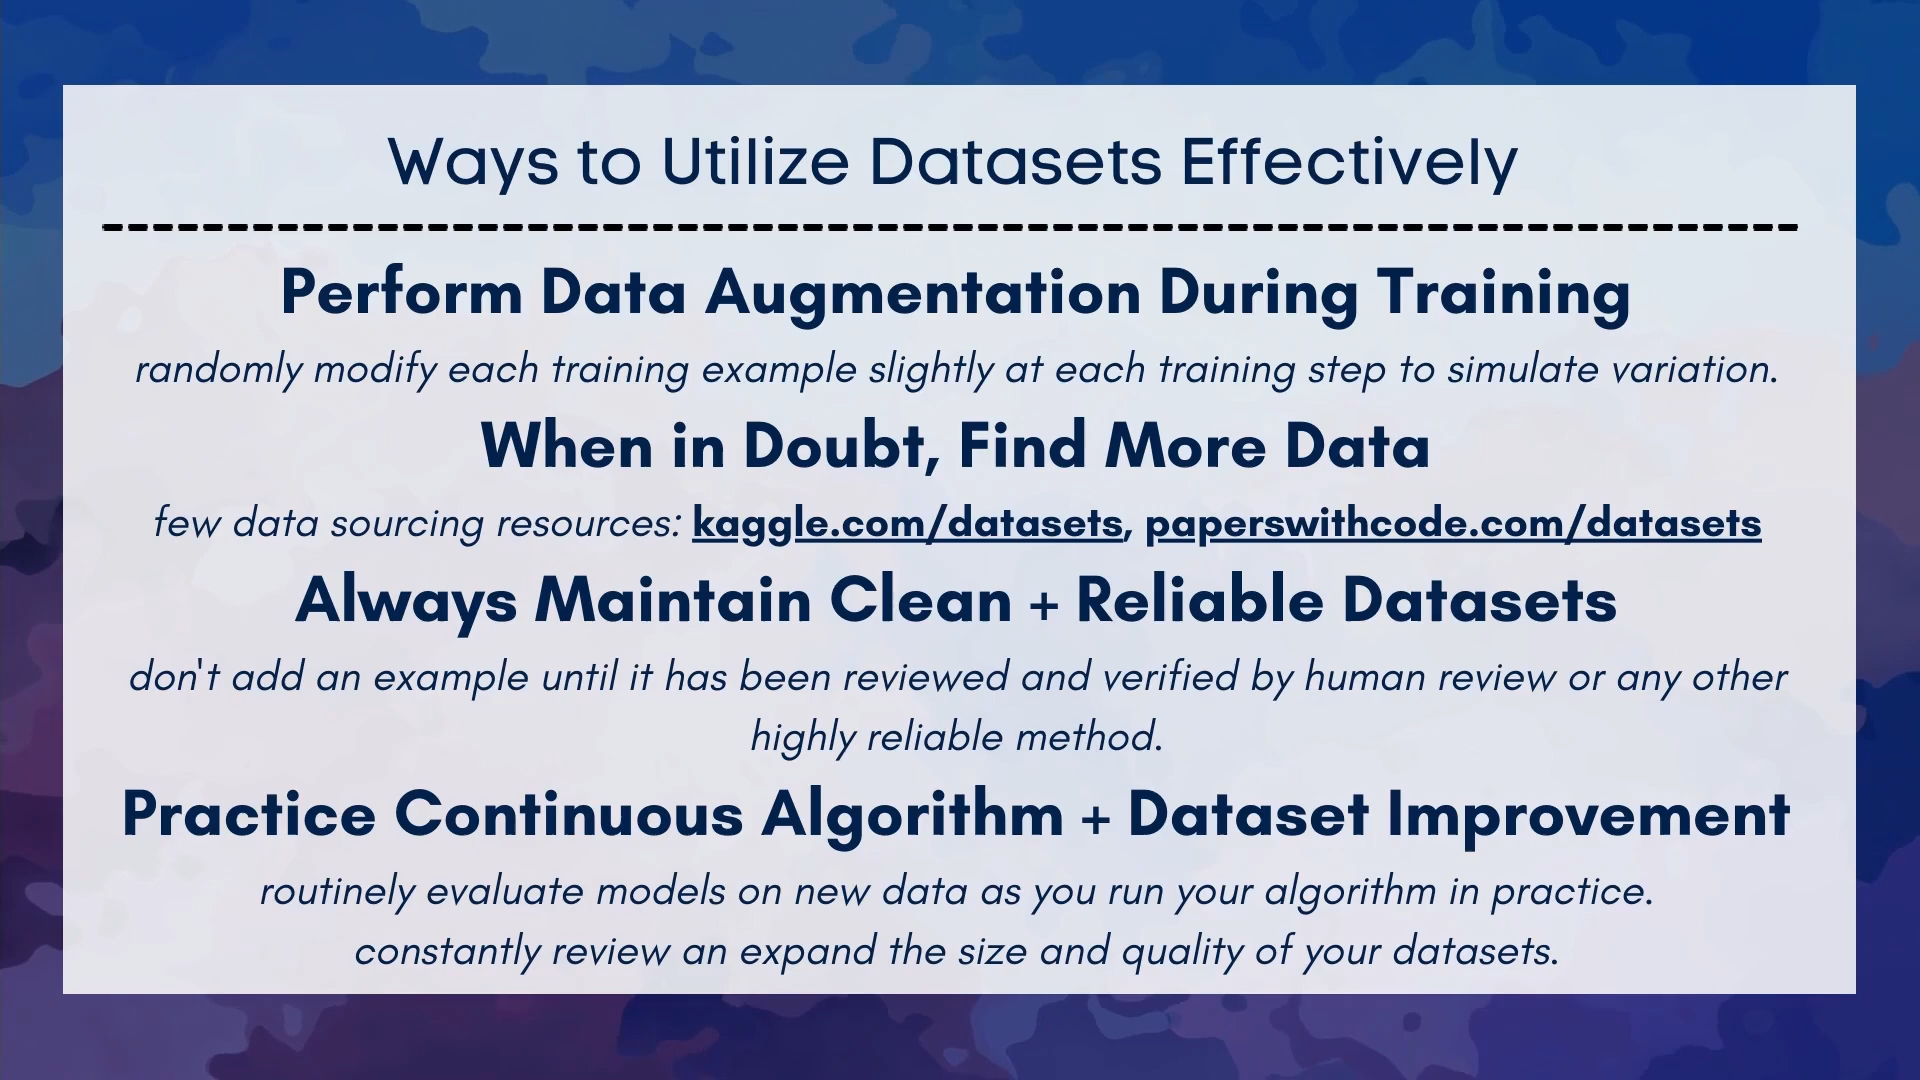 Ways to Utilize Datasets Effectively
Perform Data Augmentation During Training
randomly modify each training example slightly at each training step to simulate variation.
When in Doubt, Find More Data
few data sourcing resources: kaggle.com/datasets, paperswithcode.com/datasets
Always Maintain Clean + Reliable Datasets
don't add an example until it has been reviewed and verified by human review or any other
highly reliable method.
Practice Continuous Algorithm + Dataset Improvement
routinely evaluate models on new data as you run your algorithm in practice.
constantly review an expand the size and quality of your datasets.